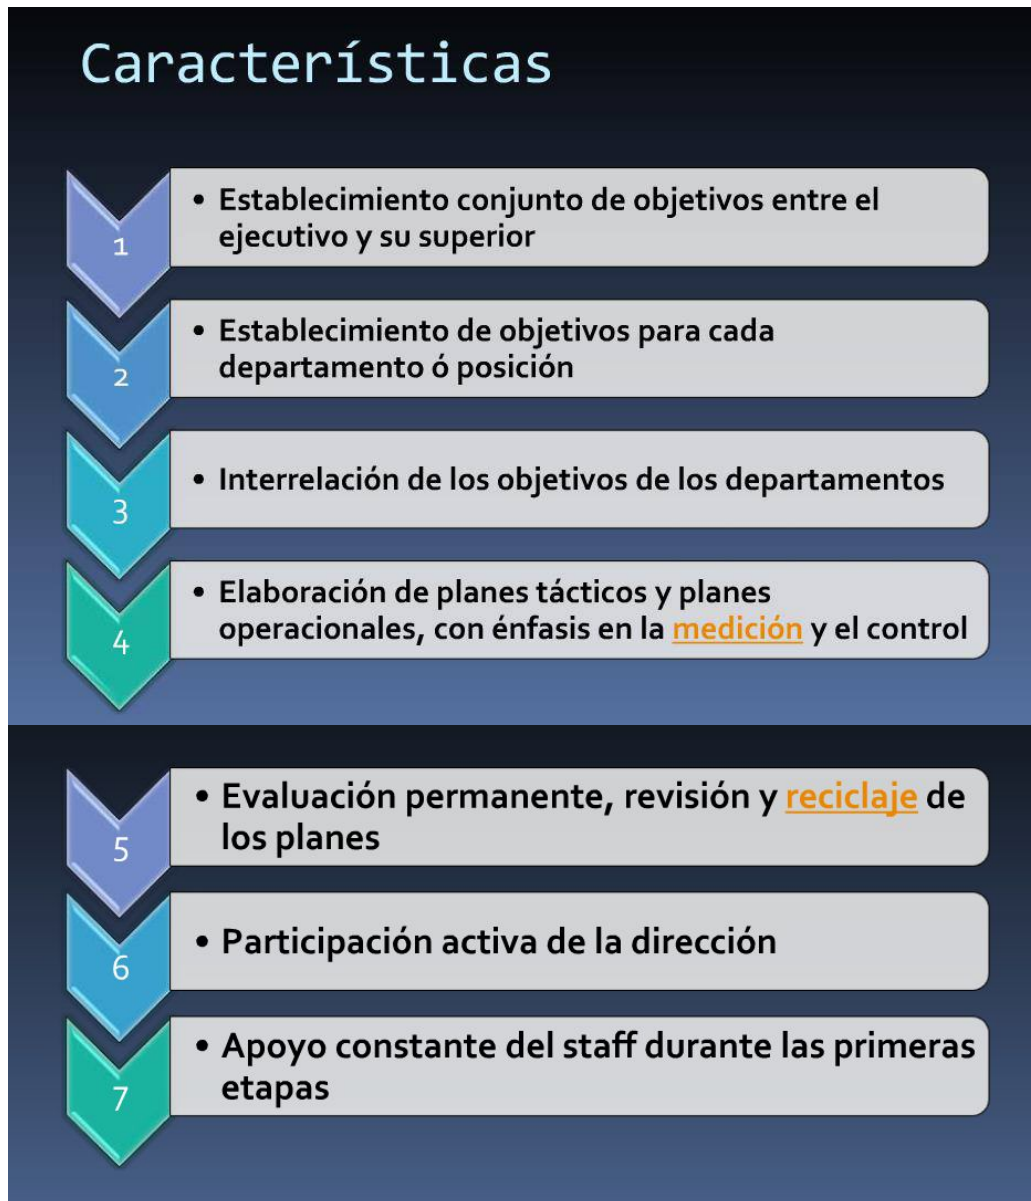 Características
1
• Establecimiento conjunto de objetivos entre el
ejecutivo y su superior
2
• Establecimiento de objetivos para cada
departamento ó posición
3
• Interrelación de los objetivos de los departamentos
4
• Elaboración de planes tácticos y planes
operacionales, con énfasis en la medición y el control
5
• Evaluación permanente, revisión y reciclaje de
los planes
6
• Participación activa de la dirección
7
• Apoyo constante del staff durante las primeras
etapas